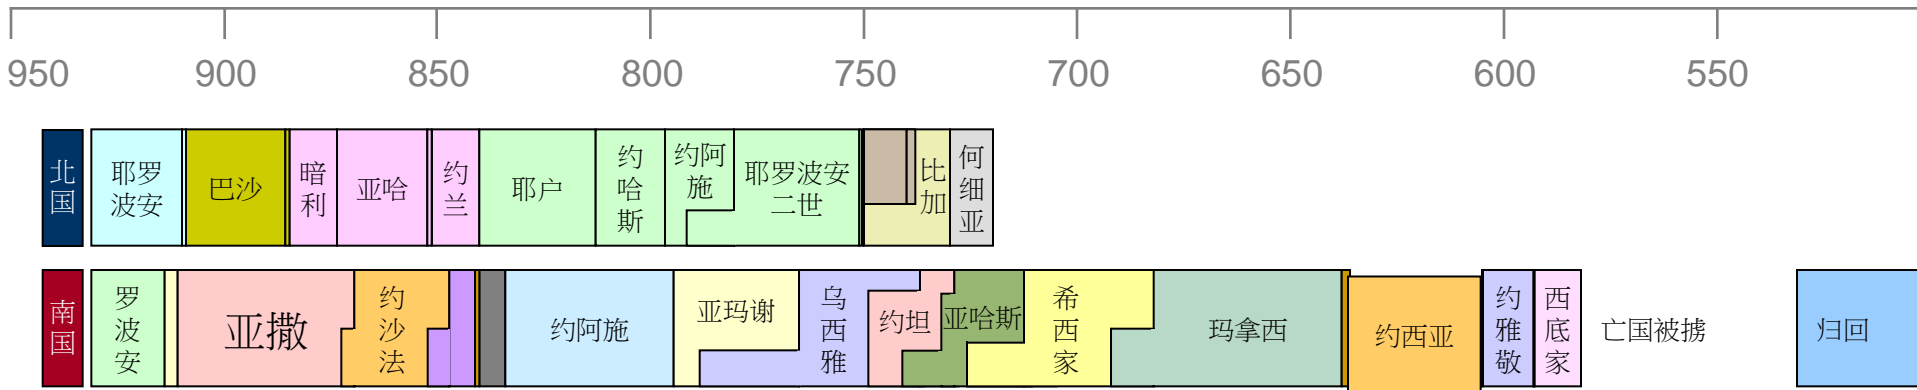 950 900 850 800 750 700 650 600 550
北国
耶罗
波安
巴沙
暗利
亚哈
约兰
耶户
约哈斯
约阿
施
耶罗波安
二世
比加
何细亚
南国
罗波安
亚撒
约沙法
约阿施
亚玛谢
乌西雅
约坦
亚哈斯
希西家
玛拿西
约西亚
约雅敬
西底家
亡国被掳
归回